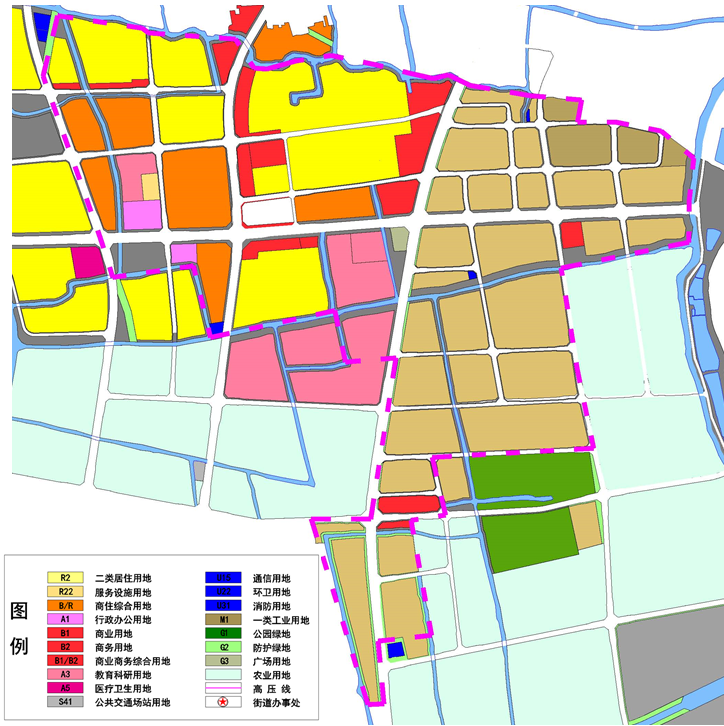 图例
R2 二类居住用地
R22 服务设施用地
B/R 商住综合用地
A1 行政办公用地
B1 商业用地
B2 商务用地
B1/B2 商业商务综合用地
A3 教育科研用地
A5 医疗卫生用地
S41 公共交通场站用地
通信用地
环卫用地
消防用地
M1 一类工业用地
G1 公园绿地
G2 防护绿地
G3 广场用地
农业用地
高压线
街道办事处